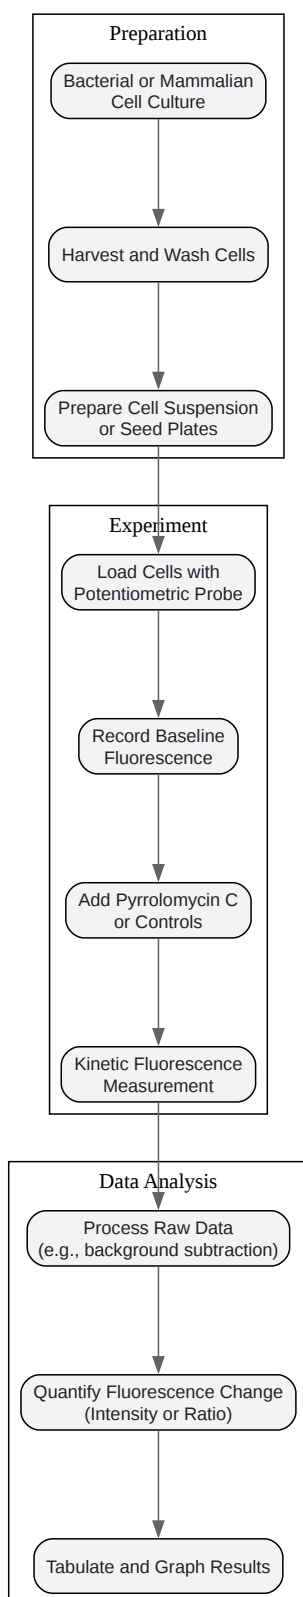 Preparation
Bacterial or Mammalian
Cell Culture
Harvest and Wash Cells
Prepare Cell Suspension
or Seed Plates
Experiment
Load Cells with
Potentiometric Probe
Record Baseline
Fluorescence
Add Pyrrolomycin C
or Controls
Kinetic Fluorescence
Measurement
Data Analysis
Process Raw Data
(e.g., background subtraction)
Quantify Fluorescence Change
(Intensity or Ratio)
Tabulate and Graph Results